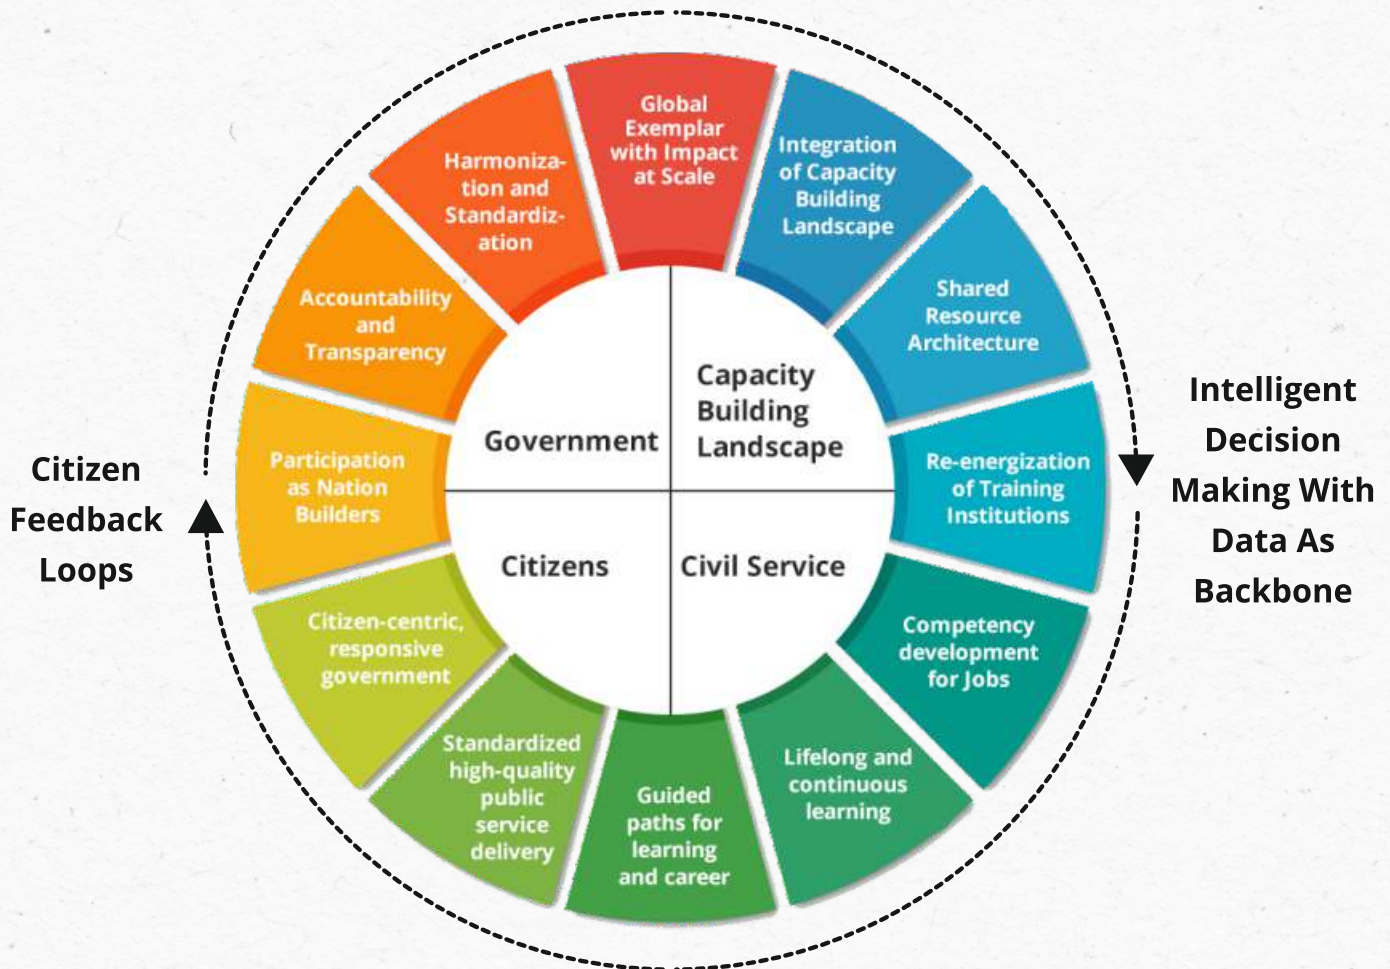 Global
Exemplar
with Impact
at Scale
Integration
of Capacity
Building
Landscape
Shared
Resource
Architecture
Re-energization
of Training
Institutions
Competency
development
for Jobs
Lifelong and
continuous
learning
Guided
paths for
learning
and career
Standardized
high-quality
public
service
delivery
Citizen-centric,
responsive
government
Participation
as Nation
Builders
Accountability
and
Transparency
Harmoniza-
tion and
Standardiz-
ation
Government
Capacity
Building
Landscape
Citizens
Civil Service
Citizen
Feedback
Loops
Intelligent
Decision
Making With
Data As
Backbone